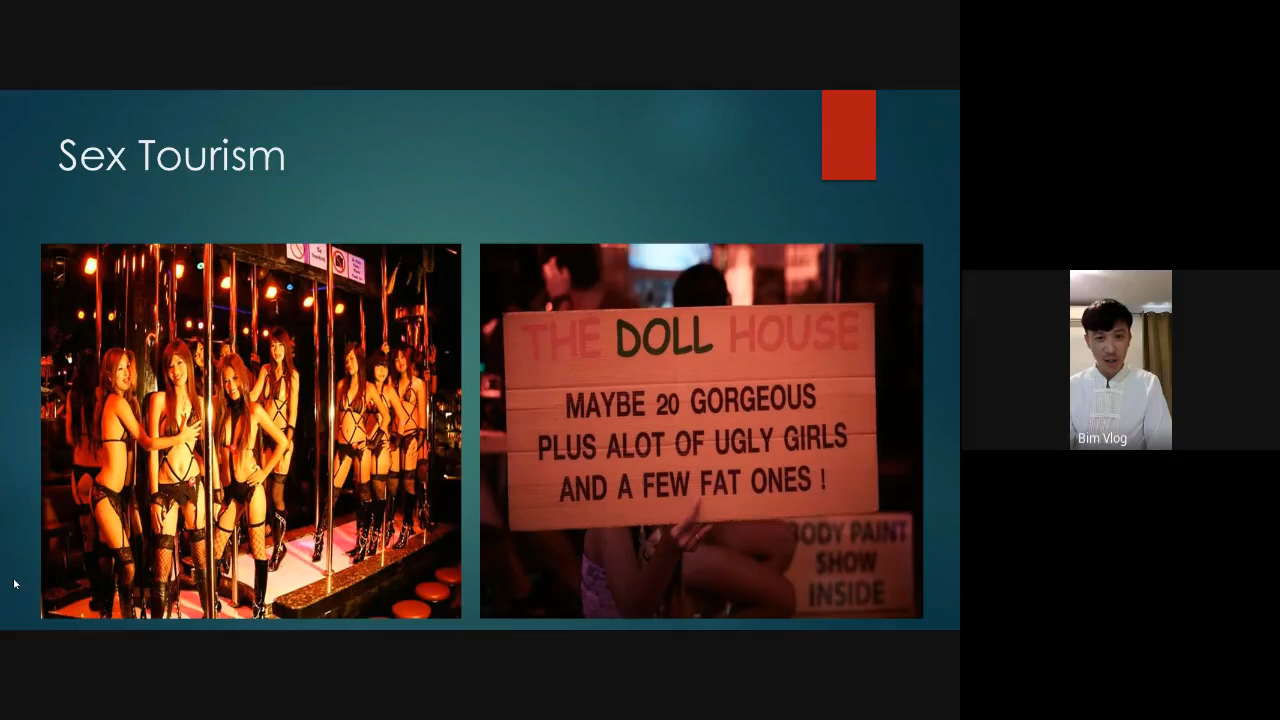 Sex Tourism
THE DOLL HOUSE
MAYBE 20 GORGEOUS
PLUS ALOT OF UGLY GIRLS
AND A FEW FAT ONES !
BODY PAINT
SHOW
INSIDE
Bim Vlog